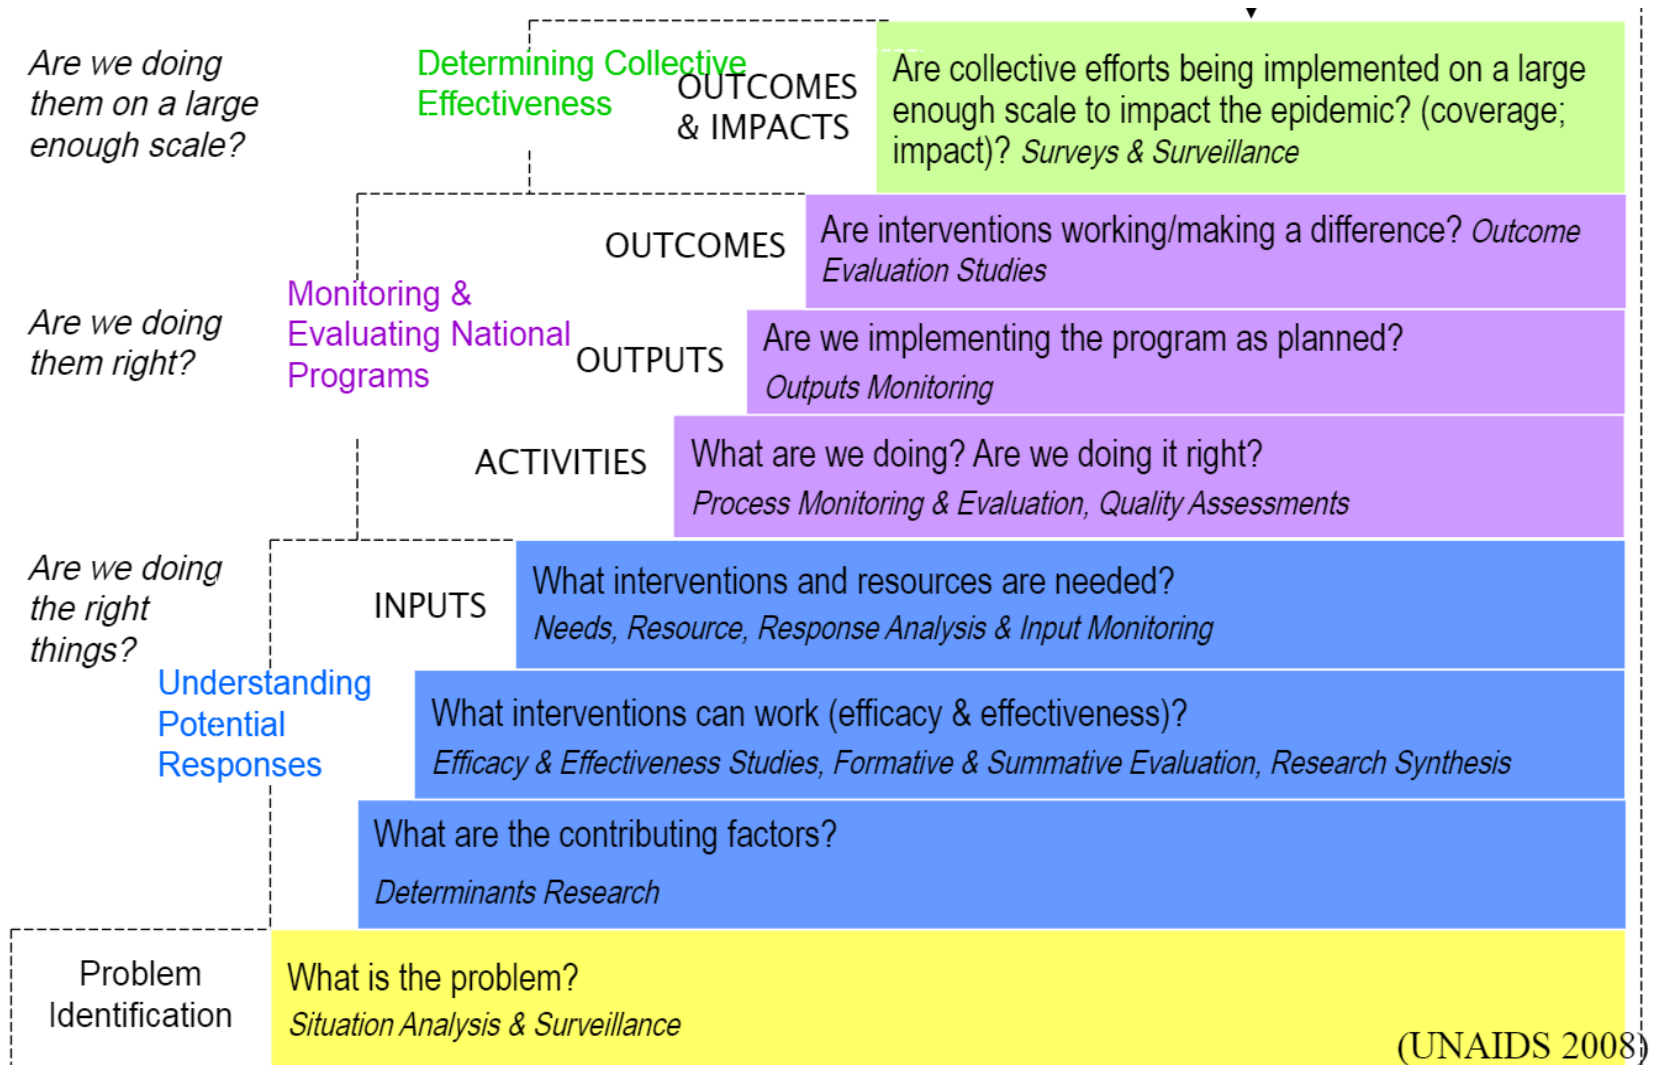 Are we doing
them on a large
enough scale?
Determining Collective
Effectiveness
OUTCOMES
& IMPACTS
Are collective efforts being implemented on a large
enough scale to impact the epidemic? (coverage;
impact)? Surveys & Surveillance
OUTCOMES
Are interventions working/making a difference? Outcome
Evaluation Studies
Are we doing
them right?
Monitoring &
Evaluating National
Programs
OUTPUTS
Are we implementing the program as planned?
Outputs Monitoring
ACTIVITIES
What are we doing? Are we doing it right?
Process Monitoring & Evaluation, Quality Assessments
Are we doing
the right
things?
INPUTS
What interventions and resources are needed?
Needs, Resource, Response Analysis & Input Monitoring
Understanding
Potential
Responses
What interventions can work (efficacy & effectiveness)?
Efficacy & Effectiveness Studies, Formative & Summative Evaluation, Research Synthesis
What are the contributing factors?
Determinants Research
Problem
Identification
What is the problem?
Situation Analysis & Surveillance
(UNAIDS 2008)